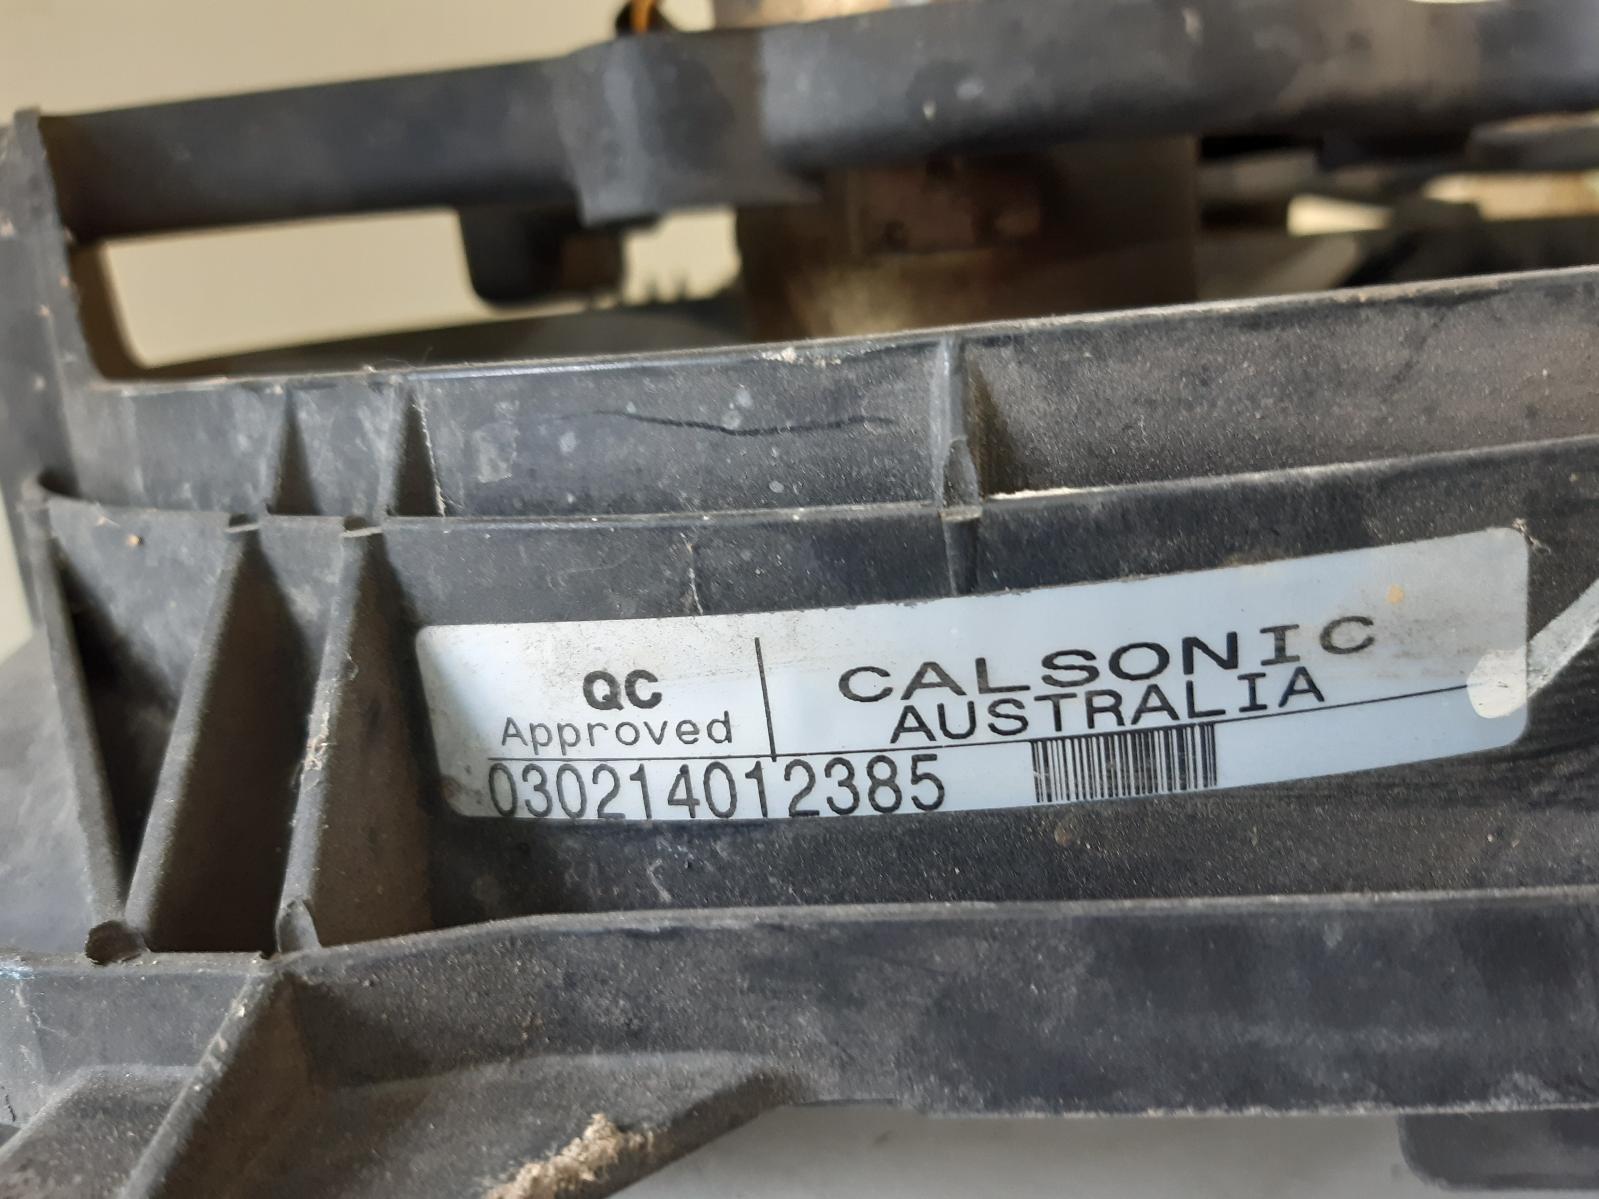 QC
Approved
CALSONIC
AUSTRALIA
030214012385